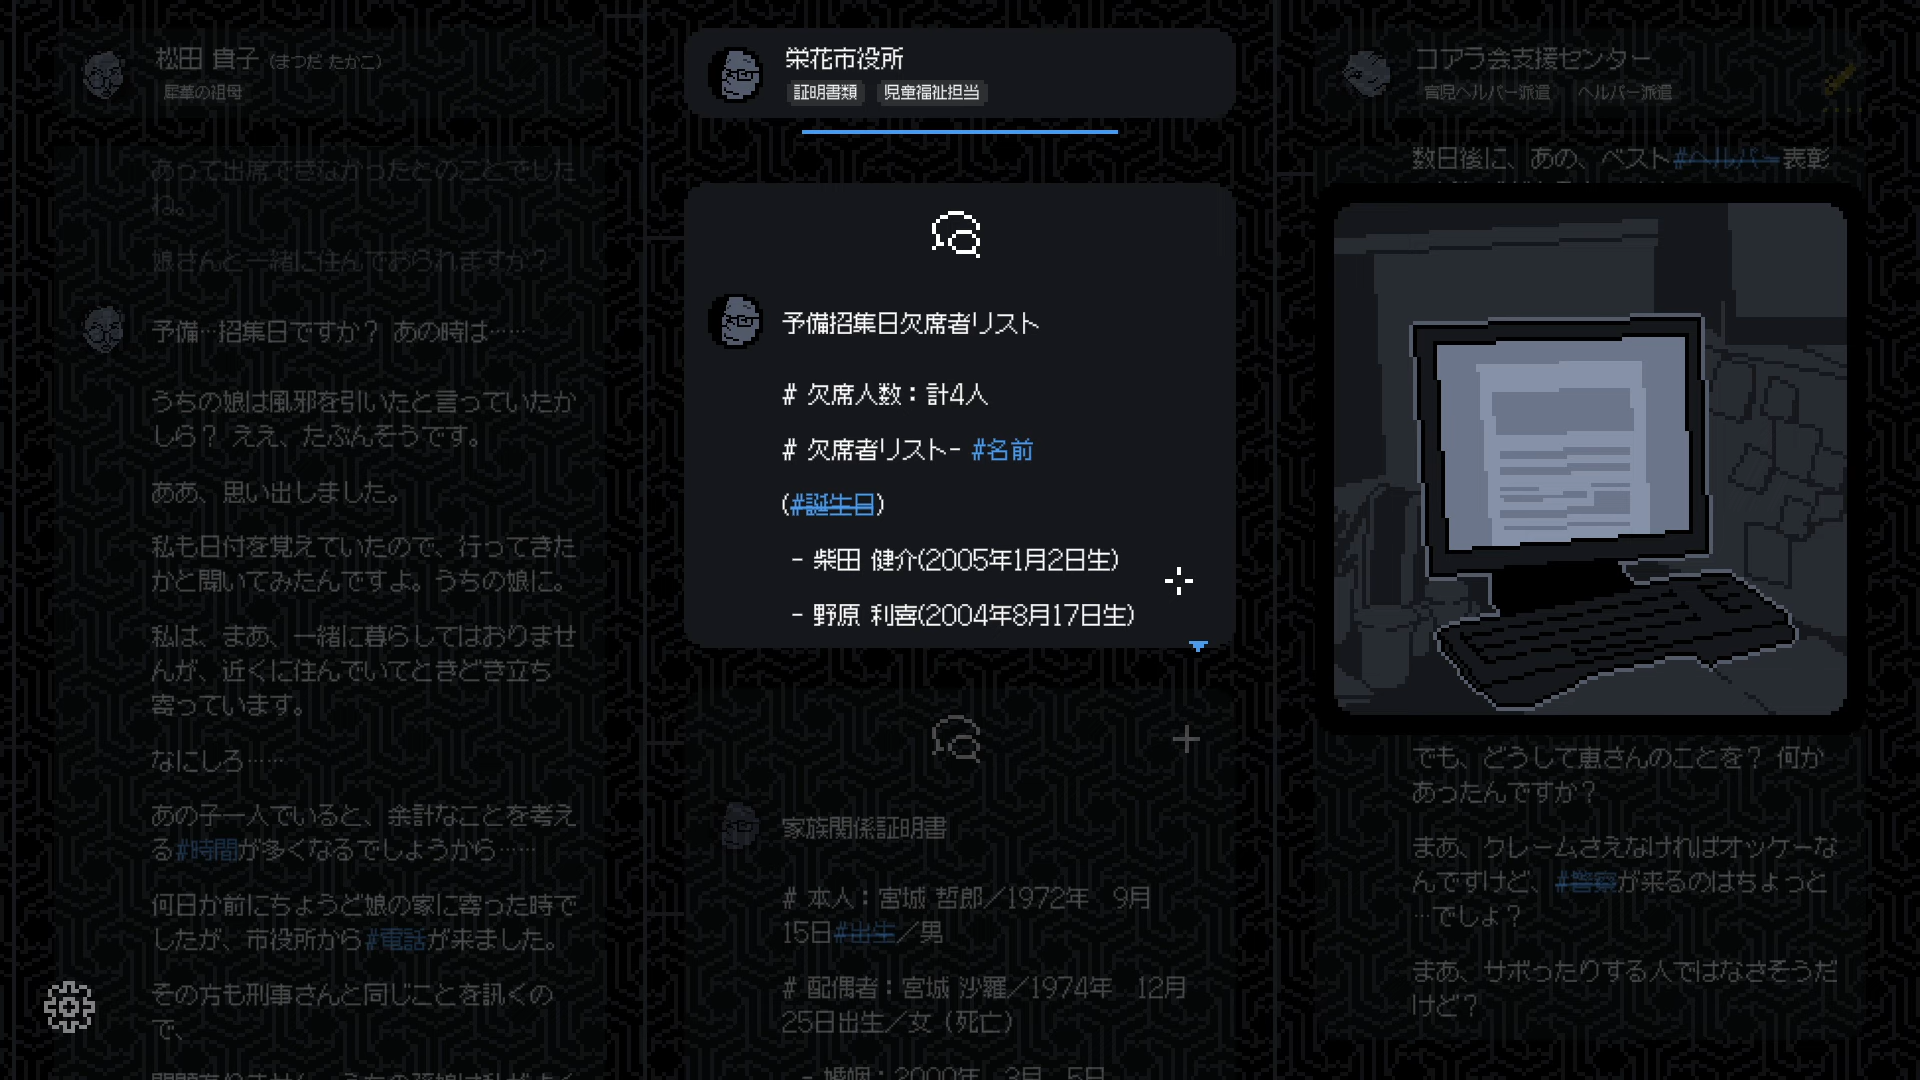 松田 貴子 (まつだ たかこ)
犀華の祖母
あって出席できなかったとのことでした
ね。
娘さんと一緒に住んでおられますか？
予備…招集日ですか？ あの時は……
うちの娘は風邪を引いたと言っていたか
しら？ ええ、たぶんそうです。
ああ、思い出しました。
私も日付を覚えていたので、行ってきた
かと聞いてみたんですよ。うちの娘に。
私は、まあ、一緒に暮らしてはおりませ
んが、近くに住んでいてときどき立ち
寄っています。
なにしろ……
あの子一人でいると、余計なことを考え
る#時間が多くなるでしようから……
何日か前にちょうど娘の家に寄った時で
したが、市役所から#電話が来ました。
その方も刑事さんと同じことを訊くの
で、
栄花市役所
証明書類 児童福祉担当
予備招集日欠席者リスト
# 欠席人数：計4人
# 欠席者リスト- #名前
(#誕生日)
- 柴田 健介(2005年1月2日生)
- 野原 利喜(2004年8月17日生)
家族関係証明書
# 本人：宮城 哲郎／1972年 9月
15日#出生／男
# 配偶者：宮城 沙羅／1974年 12月
25日出生／女（死亡）
- 婚姻：2000年 3月 5日
コアラ会支援センター
育児ヘルパー派遣 ヘルパー派遣
数日後に、あの、ベスト#ヘルパー表彰
でも、どうして恵さんのことを？ 何か
あったんですか？
まあ、クレームさえなければオッケーな
んですけど、#警察が来るのはちょっと
…でしょ？
まあ、サボったりする人ではなさそうだ
けど？